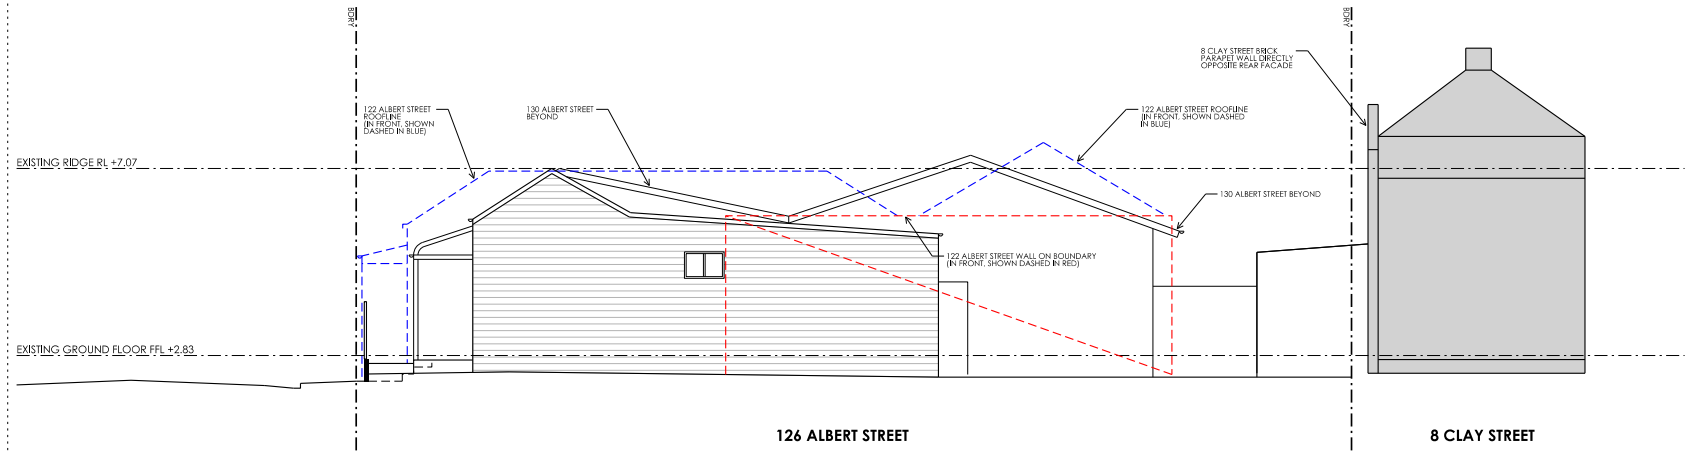 BDRY
BDRY
8 CLAY STREET BRICK
PARAPET WALL DIRECTLY
OPPOSITE REAR FACADE
122 ALBERT STREET
ROOFLINE
(IN FRONT, SHOWN
DASHED IN BLUE)
130 ALBERT STREET
BEYOND
122 ALBERT STREET ROOFLINE
(IN FRONT, SHOWN DASHED
IN BLUE)
EXISTING RIDGE RL +7.07
130 ALBERT STREET BEYOND
122 ALBERT STREET WALL ON BOUNDARY
(IN FRONT, SHOWN DASHED IN RED)
EXISTING GROUND FLOOR FFL +2.83
126 ALBERT STREET
8 CLAY STREET